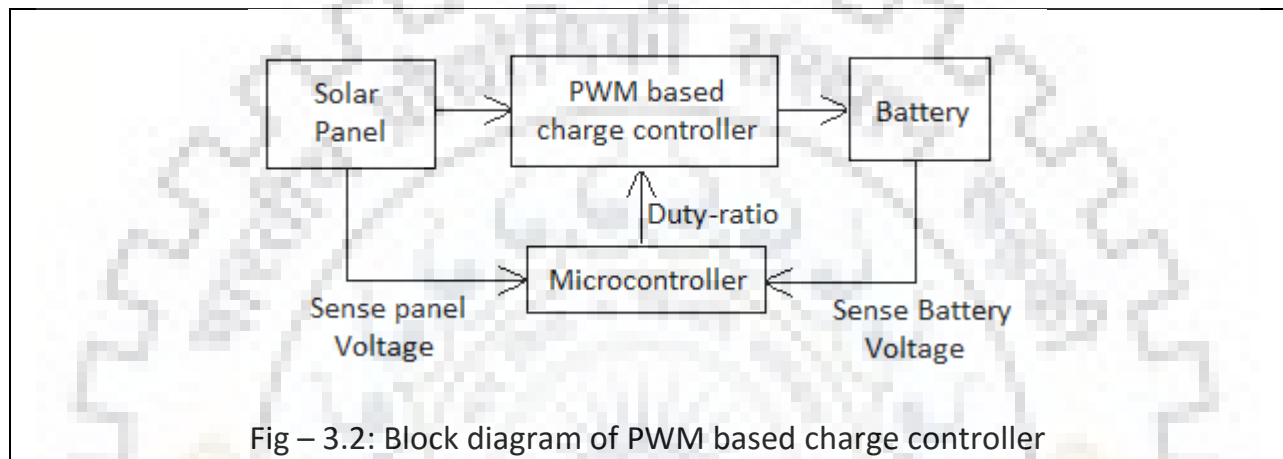 Solar
Panel
PWM based
charge controller
Battery
Duty-ratio
Microcontroller
Sense panel
Voltage
Sense Battery
Voltage
Fig – 3.2: Block diagram of PWM based charge controller